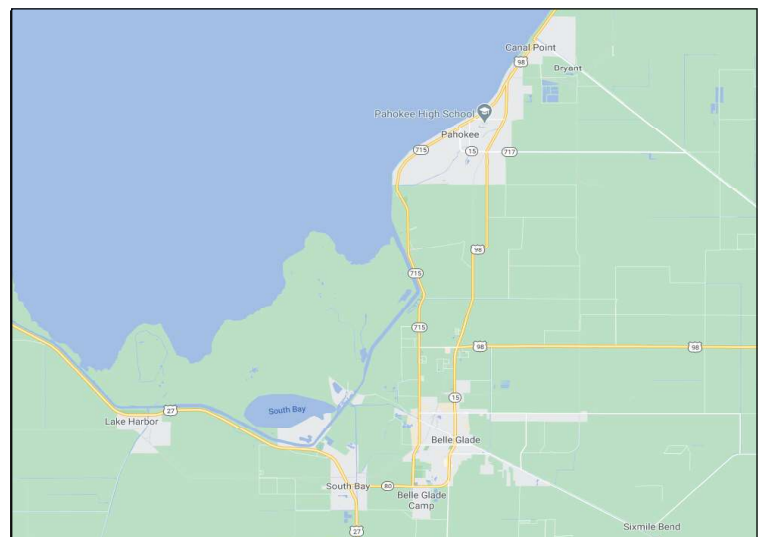 Canal Point
98
Bryant
Pahokee High School
Pahokee
715
15
717
98
715
715
98
98
15
27
South Bay
Lake Harbor
Belle Glade
South Bay
80
Belle Glade
Camp
27
Sixmile Bend